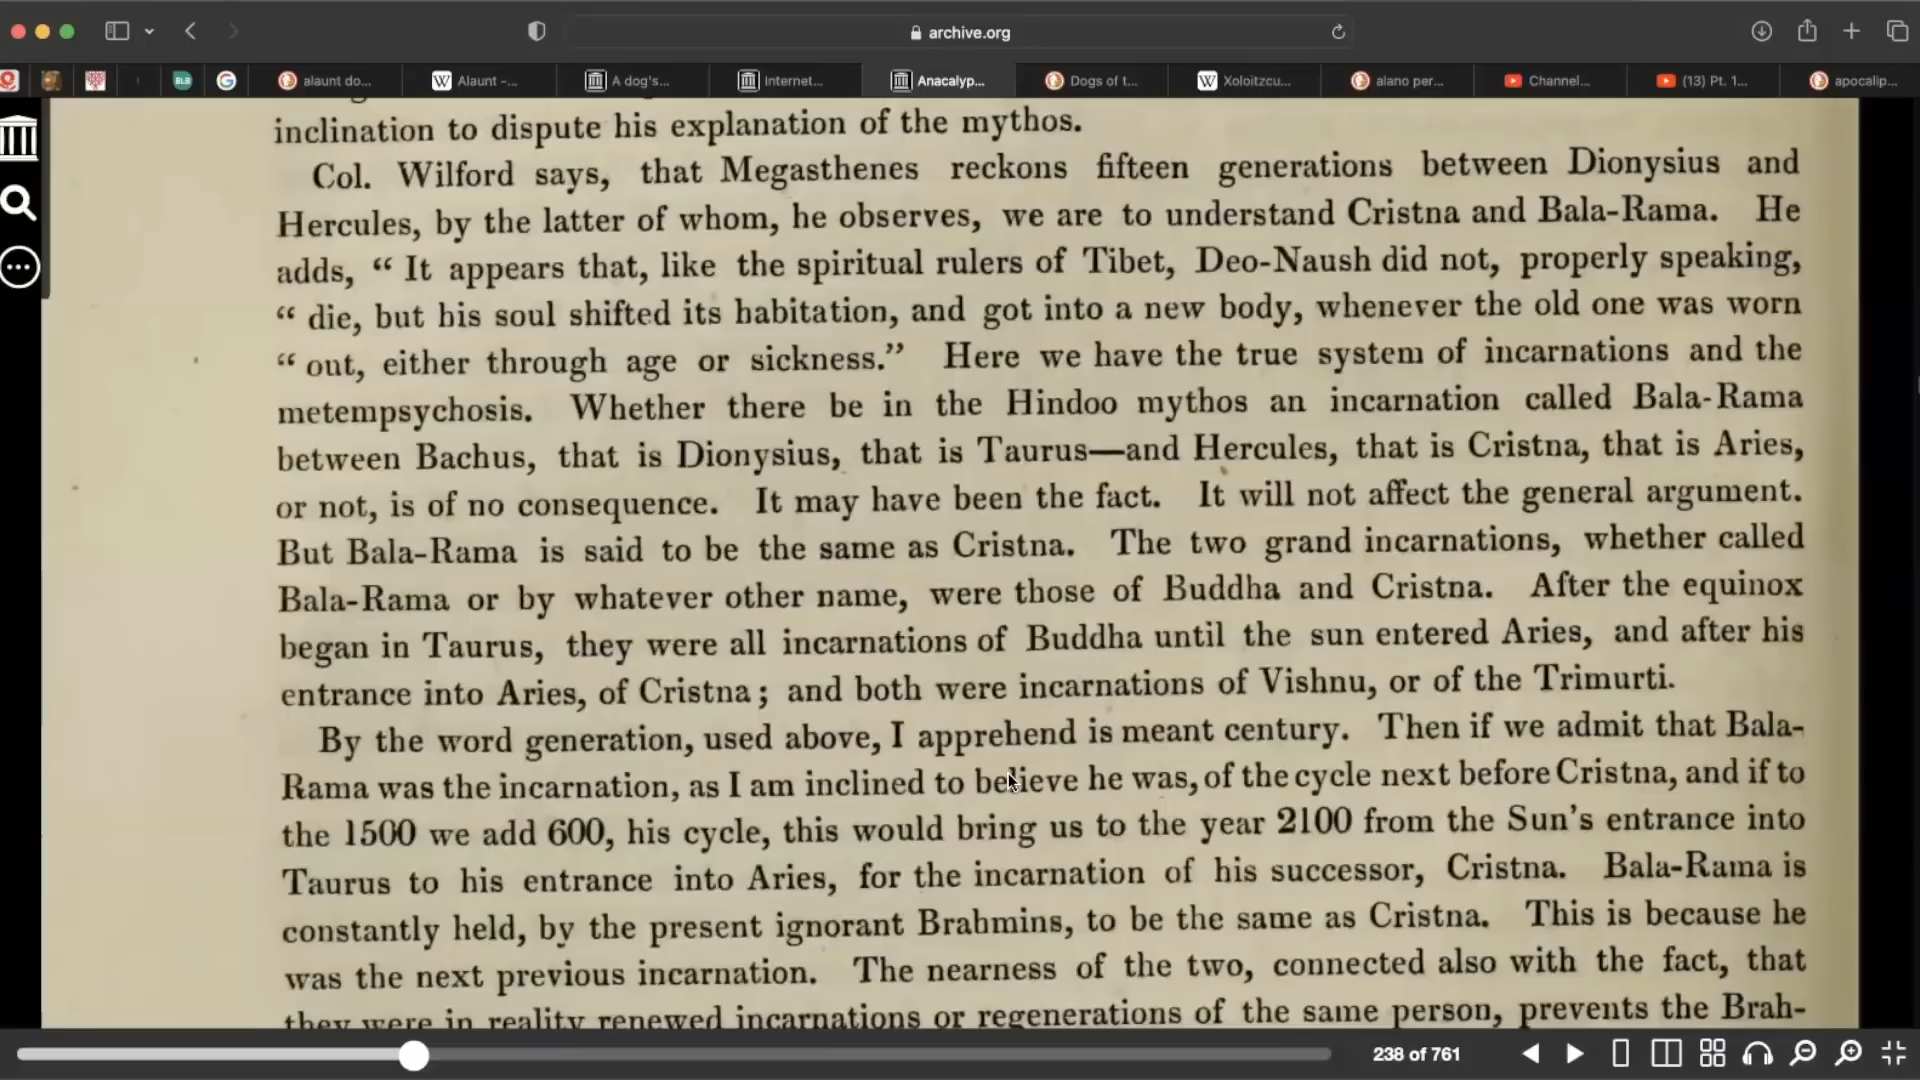 archive.org
BLB
G
alaunt do...
W Alaunt -...
A dog's...
Internet...
Anacalyp...
Dogs of t...
W Xoloitzcu...
alano per...
Channel...
(13) Pt. 1...
apocalip...
inclination to dispute his explanation of the mythos.
Col. Wilford says, that Megasthenes reckons fifteen generations between Dionysius and
Hercules, by the latter of whom, he observes, we are to understand Cristna and Bala-Rama. He
adds, “ It appears that, like the spiritual rulers of Tibet, Deo-Naush did not, properly speaking,
“ die, but his soul shifted its habitation, and got into a new body, whenever the old one was worn
“ out, either through age or sickness.” Here we have the true system of incarnations and the
metempsychosis. Whether there be in the Hindoo mythos an incarnation called Bala-Rama
between Bachus, that is Dionysius, that is Taurus—and Hercules, that is Cristna, that is Aries,
or not, is of no consequence. It may have been the fact. It will not affect the general argument.
But Bala-Rama is said to be the same as Cristna. The two grand incarnations, whether called
Bala-Rama or by whatever other name, were those of Buddha and Cristna. After the equinox
began in Taurus, they were all incarnations of Buddha until the sun entered Aries, and after his
entrance into Aries, of Cristna; and both were incarnations of Vishnu, or of the Trimurti.
By the word generation, used above, I apprehend is meant century. Then if we admit that Bala-
Rama was the incarnation, as I am inclined to believe he was, of the cycle next before Cristna, and if to
the 1500 we add 600, his cycle, this would bring us to the year 2100 from the Sun's entrance into
Taurus to his entrance into Aries, for the incarnation of his successor, Cristna. Bala-Rama is
constantly held, by the present ignorant Brahmins, to be the same as Cristna. This is because he
was the next previous incarnation. The nearness of the two, connected also with the fact, that
they were in reality renewed incarnations or regenerations of the same person, prevents the Brah-
238 of 761